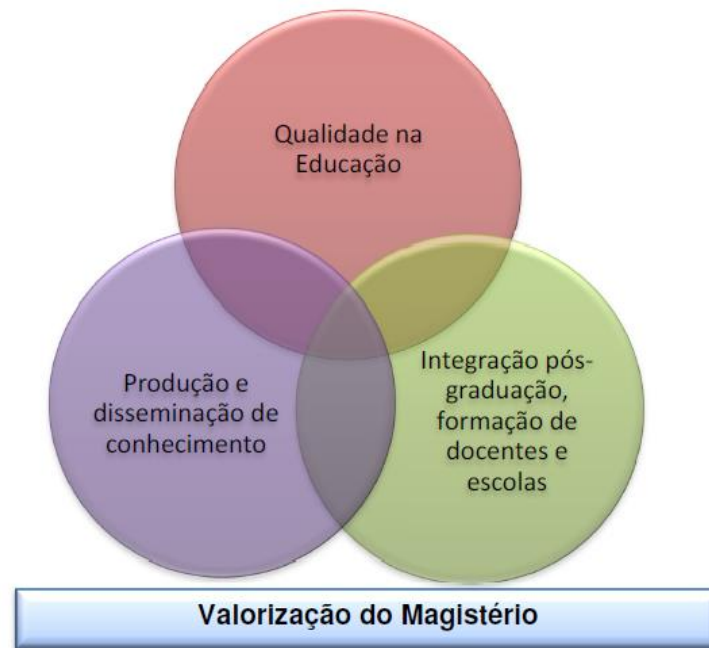 Qualidade na
Educação
Produção e
disseminação de
conhecimento
Integração pós-
graduação,
formação de
docentes e
escolas
Valorização do Magistério